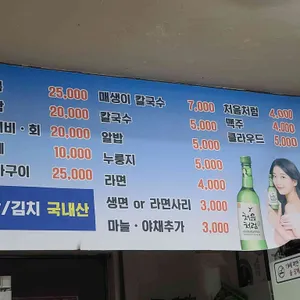 25,000
20,000
회 20,000
10,000
구이 25,000
/김치 국내산
매생이 칼국수 7,000
칼국수 5,000
알밥 5,000
누룽지 5,000
라면 4,000
생면 or 라면사리 3,000
마늘 · 야채추가 3,000
처음처럼 4,000
맥주 4,000
클라우드 5,000
처음처럼